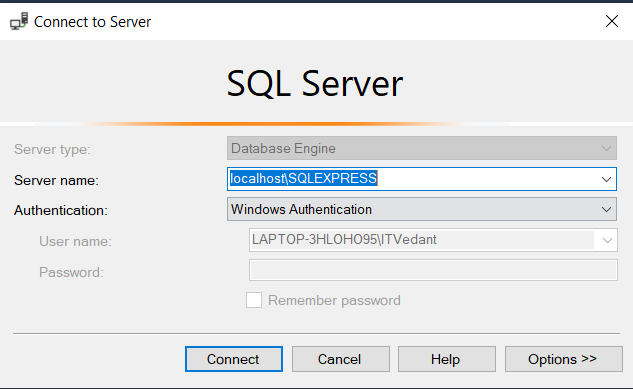 Connect to Server
SQL Server
Server type: Database Engine
Server name: localhost\SQLEXPRESS
Authentication: Windows Authentication
User name: LAPTOP-3HLOHO95\ITVedant
Password:
Remember password
Connect Cancel Help Options >>